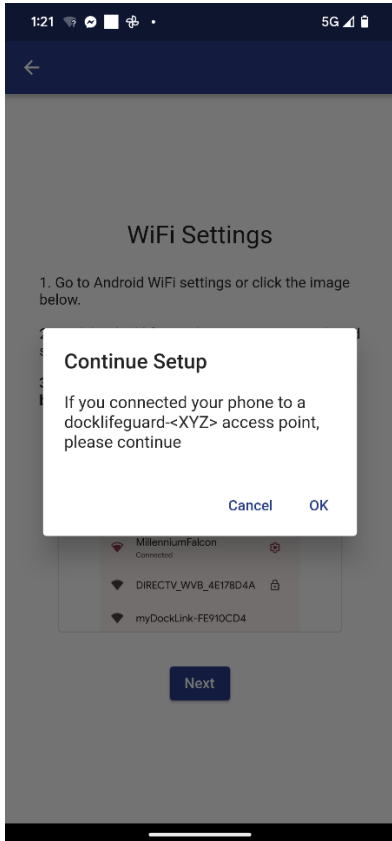 1:21
5G
WiFi Settings
1. Go to Android WiFi settings or click the image
below.
Continue Setup
If you connected your phone to a
docklifeguard-<XYZ> access point,
please continue
Cancel OK
MillenniumFalcon
Connected
DIRECTV_WVB_4E178D4A
myDockLink-FE910CD4
Next